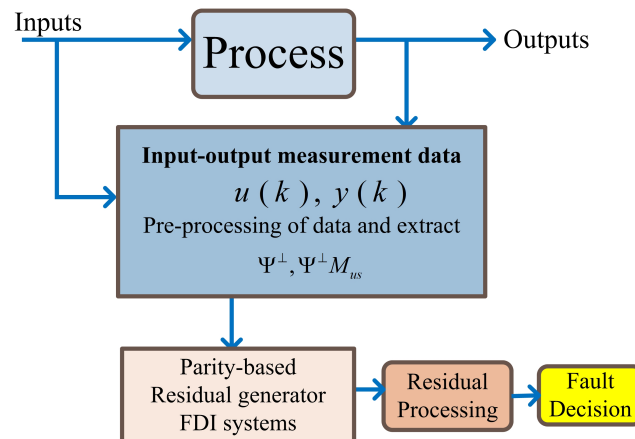 Inputs
Process
Outputs
Input-output measurement data
u ( k ) , y ( k )
Pre-processing of data and extract
Ψ⊥, Ψ⊥ M_us
Parity-based
Residual generator
FDI systems
Residual
Processing
Fault
Decision